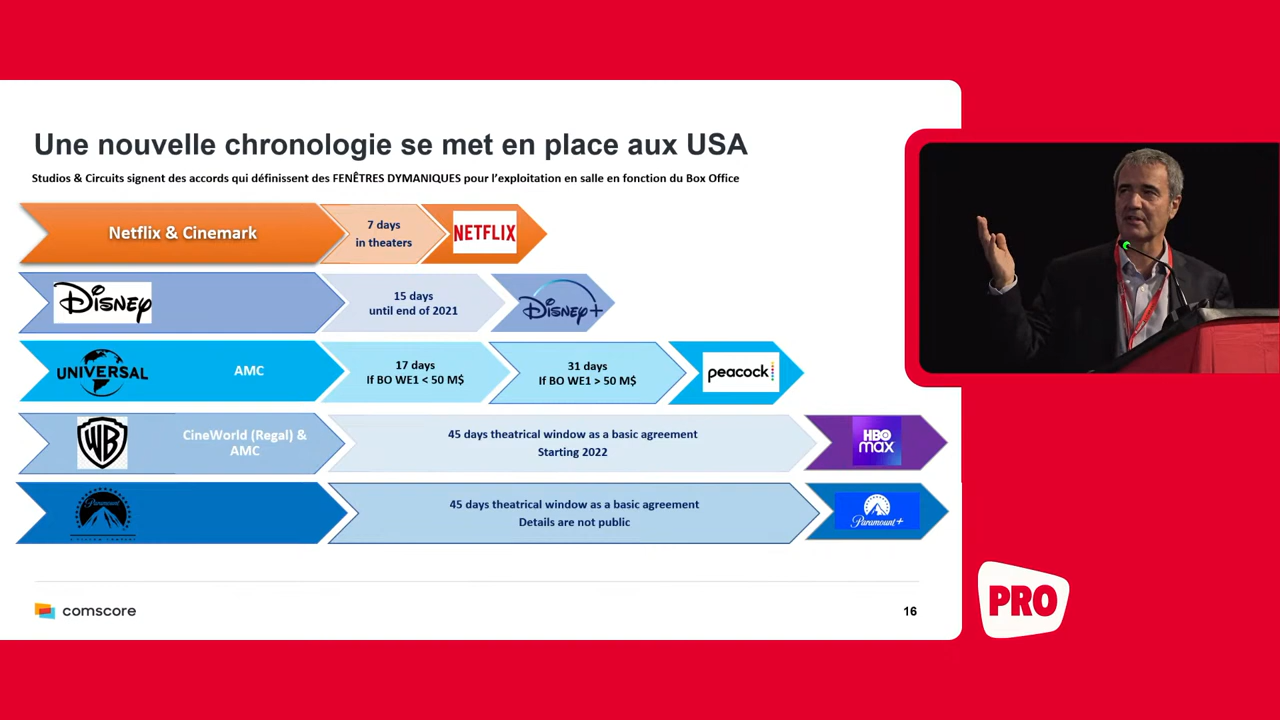 Une nouvelle chronologie se met en place aux USA
Studios & Circuits signent des accords qui définissent des FENÊTRES DYMANIQUES pour l’exploitation en salle en fonction du Box Office
Netflix & Cinemark
7 days
in theaters
NETFLIX
Disney
15 days
until end of 2021
Disney+
UNIVERSAL
AMC
17 days
If BO WE1 < 50 M$
31 days
If BO WE1 > 50 M$
peacock
WB
CineWorld (Regal) &
AMC
45 days theatrical window as a basic agreement
Starting 2022
HBO
max
Paramount
45 days theatrical window as a basic agreement
Details are not public
Paramount+
comscore
16
PRO